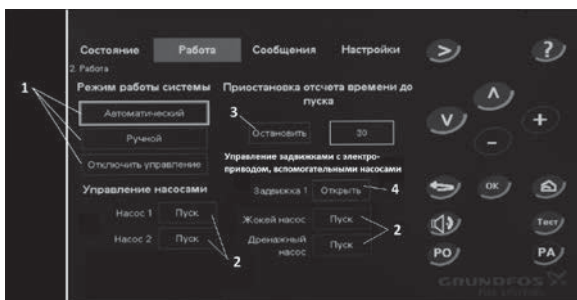 Состояние Работа Сообщения Настройки
2. Работа
Режим работы системы
Автоматический
Ручной
Отключить управление
Управление насосами
Насос 1 Пуск
Насос 2 Пуск
Приостановка отсчета времени до
пуска
Остановить 20
Управление задвижками с электро-
приводом, вспомогательными насосами
Задвижка 1 Открыть
Жокей насос Пуск
Дренажный
насос
Пуск
1
2
3
4
2
>
?
OK
Тест
PO
PA
GRUNDFOS